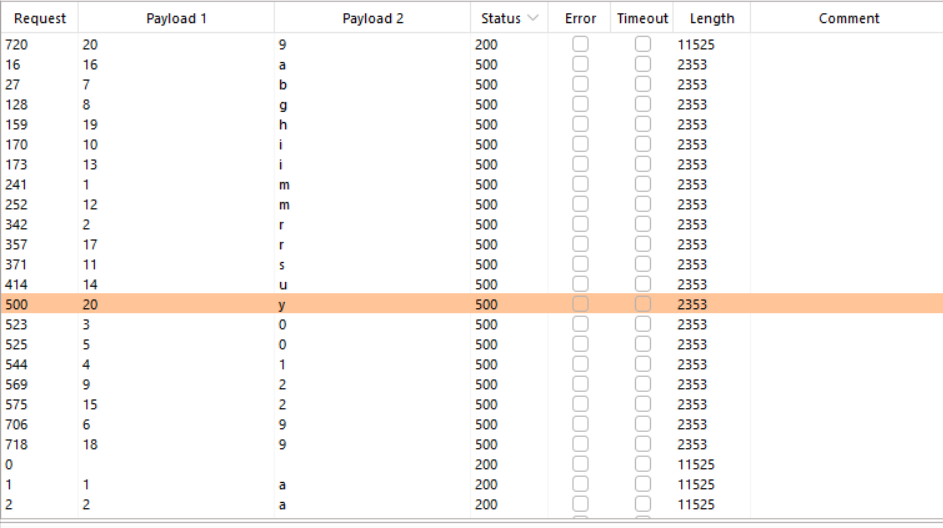 Request Payload 1 Payload 2 Status Error Timeout Length Comment
720 20 9 200 11525
16 16 a 500 2353
27 7 b 500 2353
128 8 g 500 2353
159 19 h 500 2353
170 10 i 500 2353
173 13 i 500 2353
241 1 m 500 2353
252 12 m 500 2353
342 2 r 500 2353
357 17 r 500 2353
371 11 s 500 2353
414 14 u 500 2353
500 20 y 500 2353
523 3 0 500 2353
525 5 0 500 2353
544 4 1 500 2353
569 9 2 500 2353
575 15 2 500 2353
706 6 9 500 2353
718 18 9 500 2353
0 200 11525
1 1 a 200 11525
2 2 a 200 11525